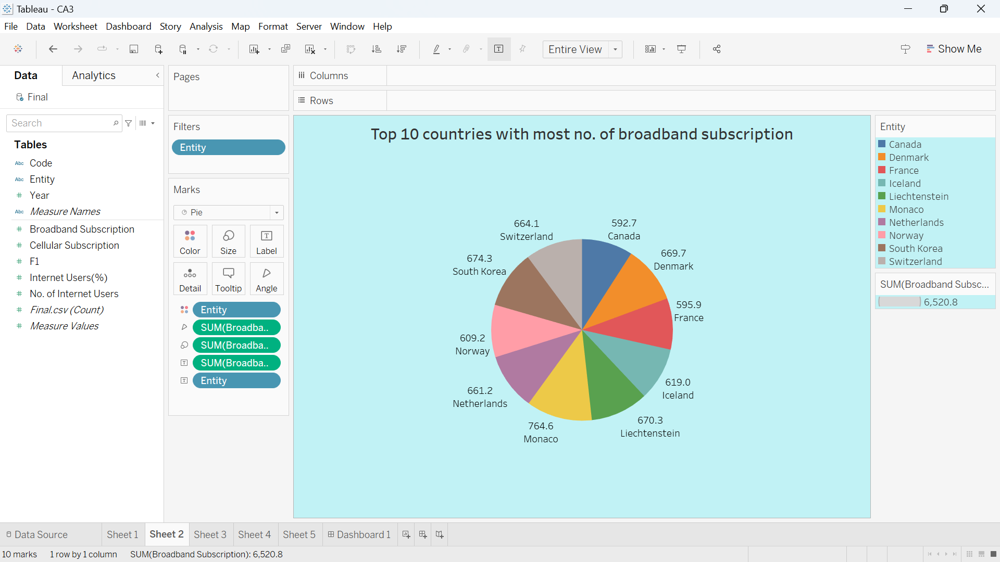 Tableau - CA3
File Data Worksheet Dashboard Story Analysis Map Format Server Window Help
Entire View
Show Me
Data Analytics
Final
Search
Tables
Abc Code
Abc Entity
# Year
Abc Measure Names
# Broadband Subscription
# Cellular Subscription
# F1
# Internet Users(%)
# No. of Internet Users
# Final.csv (Count)
# Measure Values
Pages
Filters
Entity
Marks
Pie
Color Size Label
Detail Tooltip Angle
Entity
SUM(Broadba..
SUM(Broadba..
SUM(Broadba..
Entity
Columns
Rows
Top 10 countries with most no. of broadband subscription
592.7
Canada
669.7
Denmark
595.9
France
619.0
Iceland
670.3
Liechtenstein
764.6
Monaco
661.2
Netherlands
609.2
Norway
674.3
South Korea
664.1
Switzerland
Entity
Canada
Denmark
France
Iceland
Liechtenstein
Monaco
Netherlands
Norway
South Korea
Switzerland
SUM(Broadband Subsc...
6,520.8
Data Source Sheet 1 Sheet 2 Sheet 3 Sheet 4 Sheet 5 Dashboard 1
10 marks 1 row by 1 column SUM(Broadband Subscription): 6,520.8